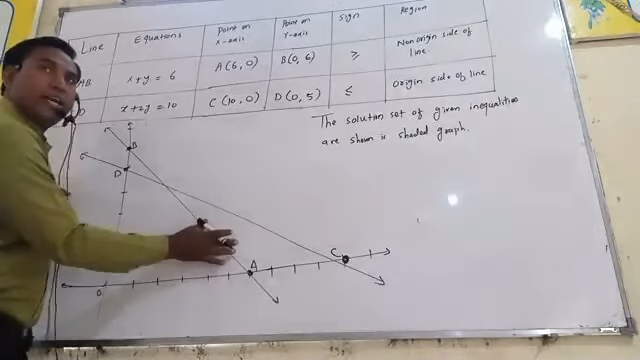 Line Equations Point on x-axis Point on Y-axis Sign Region
AB x+y = 6 A(6,0) B(0,6) ≥ Non origin side of line.
x+2y = 10 C(10,0) D(0,5) ≤ Origin side of line
The solution set of given inequalities
are shown is shaded graph.
B
D
C
A
0